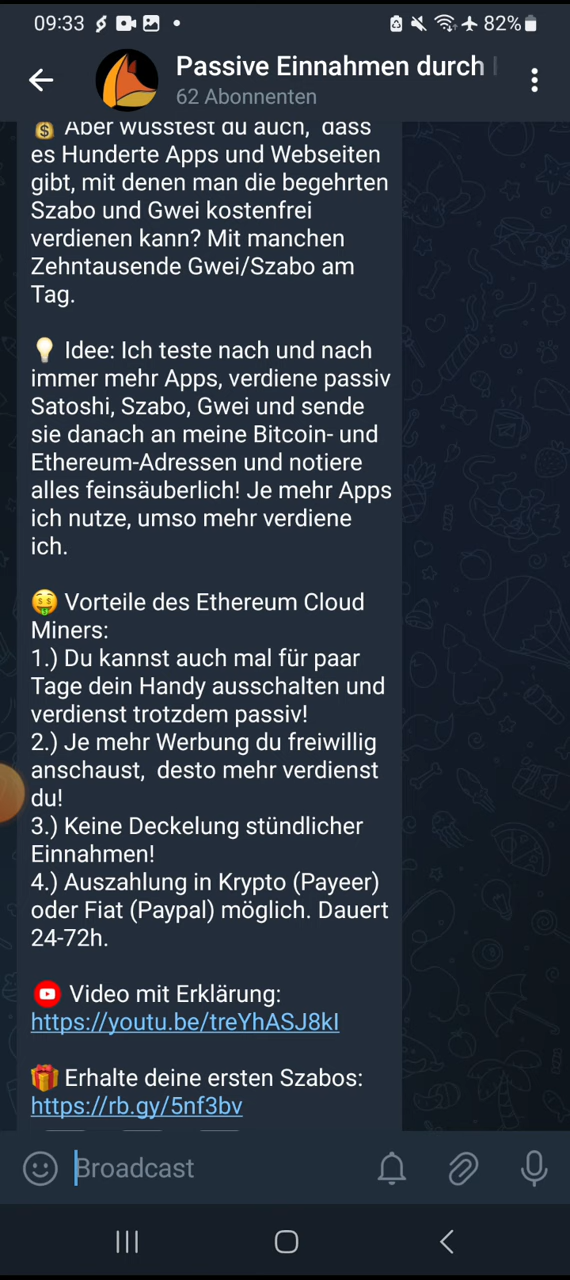 09:33
82%
Passive Einnahmen durch
62 Abonnenten
Aber wusstest du auch,  dass
es Hunderte Apps und Webseiten
gibt, mit denen man die begehrten
Szabo und Gwei kostenfrei
verdienen kann? Mit manchen
Zehntausende Gwei/Szabo am
Tag.
💡 Idee: Ich teste nach und nach
immer mehr Apps, verdiene passiv
Satoshi, Szabo, Gwei und sende
sie danach an meine Bitcoin- und
Ethereum-Adressen und notiere
alles feinsäuberlich! Je mehr Apps
ich nutze, umso mehr verdiene
ich.
🤑 Vorteile des Ethereum Cloud
Miners:
1.) Du kannst auch mal für paar
Tage dein Handy ausschalten und
verdienst trotzdem passiv!
2.) Je mehr Werbung du freiwillig
anschaust,  desto mehr verdienst
du!
3.) Keine Deckelung stündlicher
Einnahmen!
4.) Auszahlung in Krypto (Payeer)
oder Fiat (Paypal) möglich. Dauert
24-72h.
Video mit Erklärung:
https://youtu.be/treYhASJ8kI
🎁 Erhalte deine ersten Szabos:
https://rb.gy/5nf3bv
Broadcast